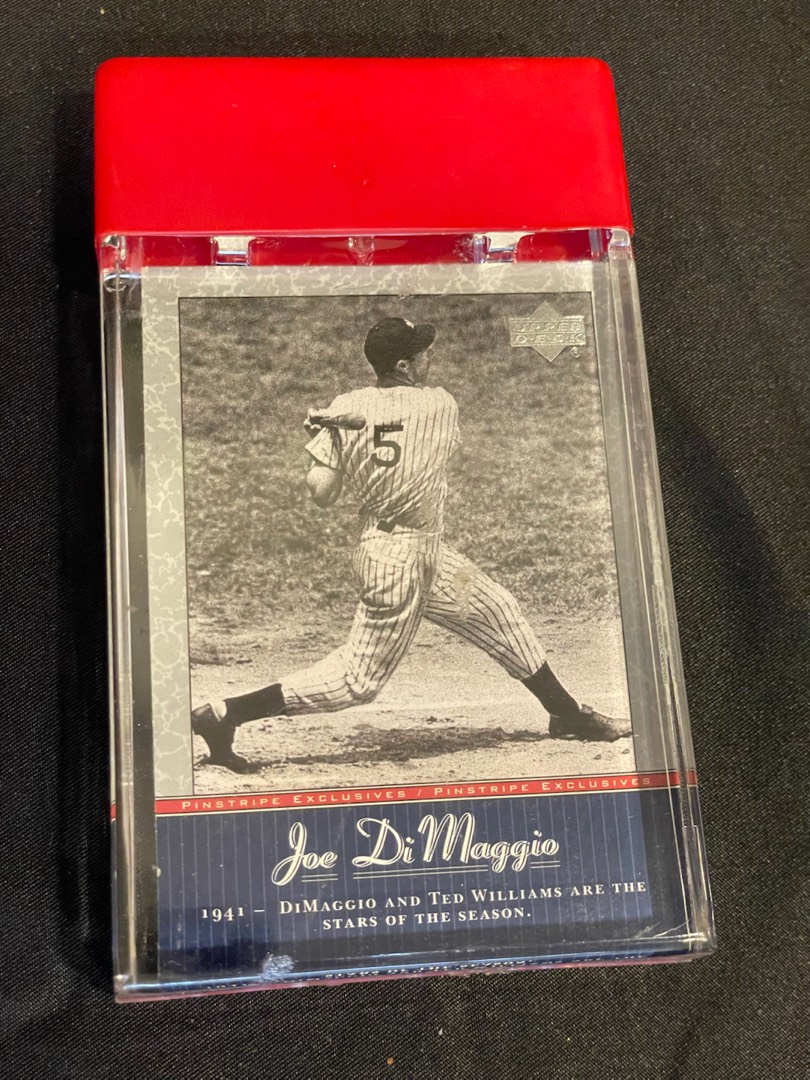 UPPER
DECK
®
5
PINSTRIPE EXCLUSIVES / PINSTRIPE EXCLUSIVES
Joe DiMaggio
1941 – DIMAGGIO AND TED WILLIAMS ARE THE
STARS OF THE SEASON.